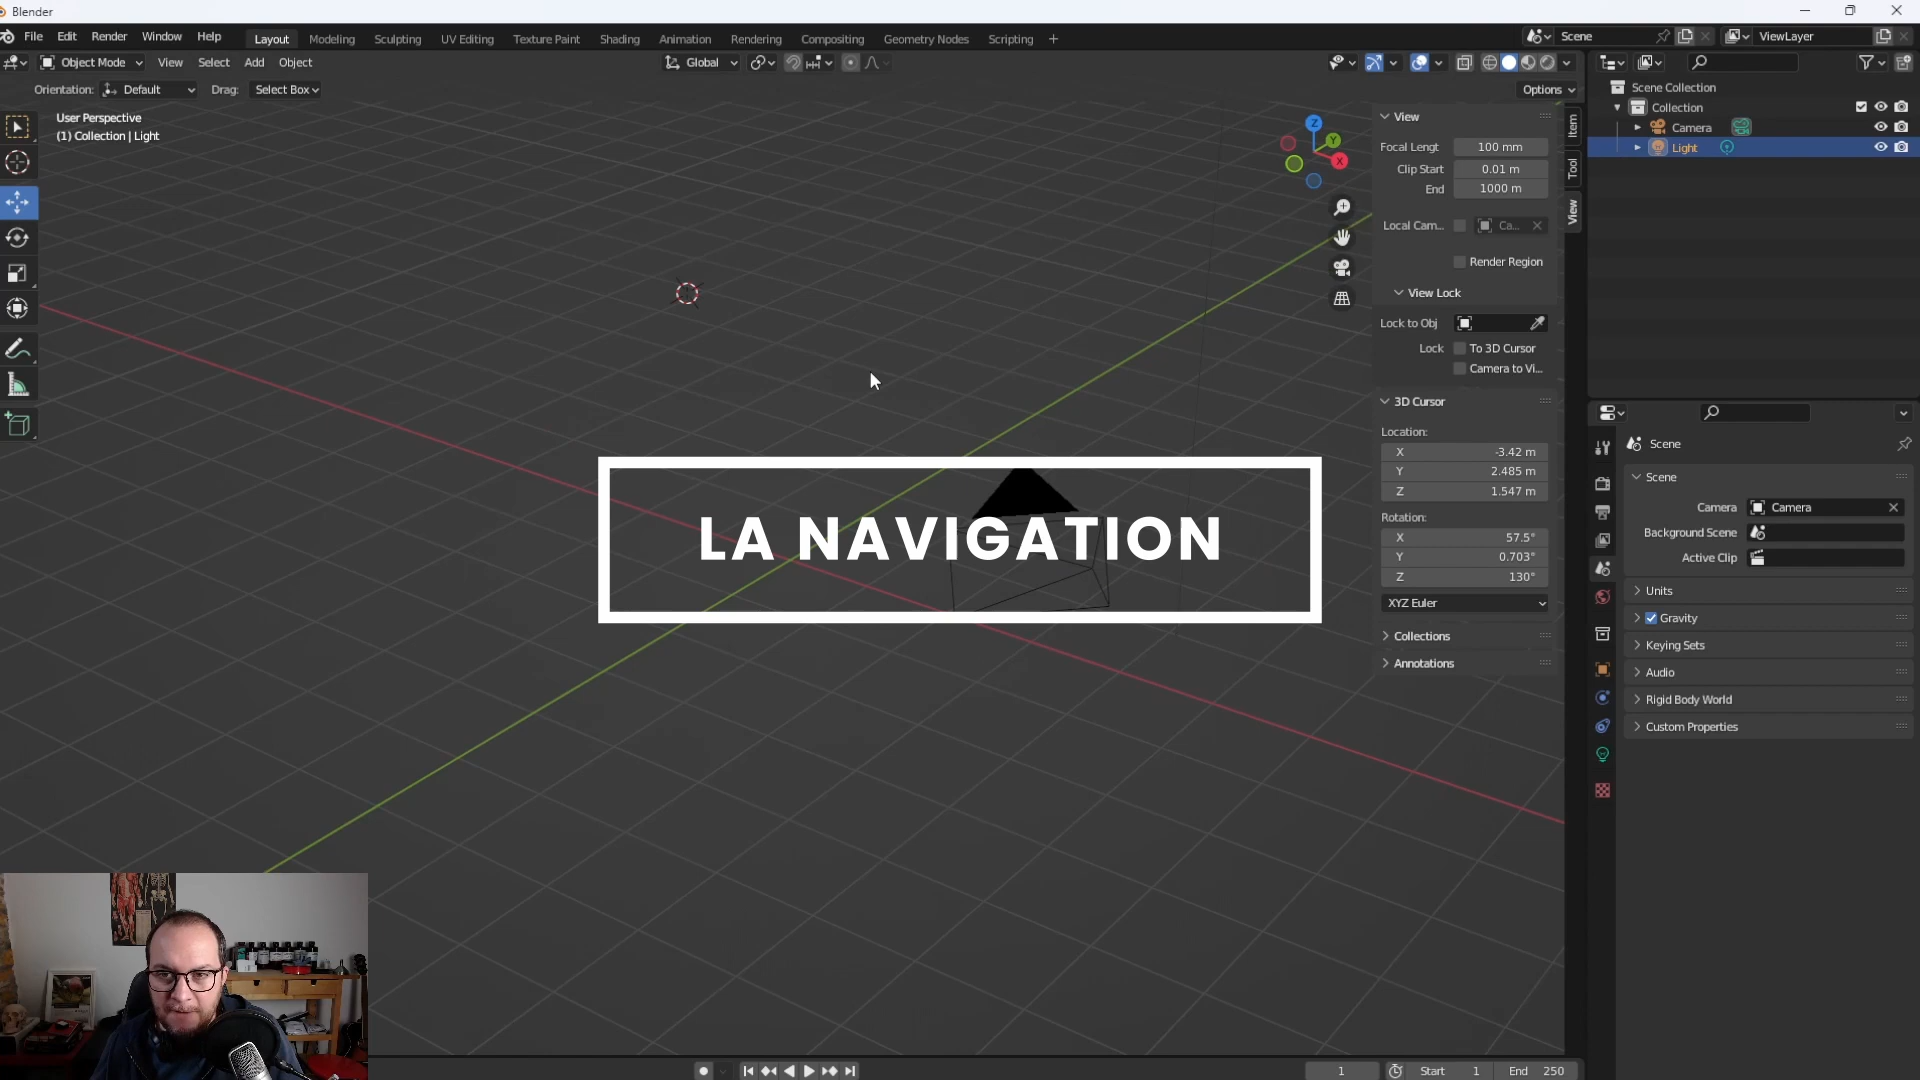 Blender
File Edit Render Window Help Layout Modeling Sculpting UV Editing Texture Paint Shading Animation Rendering Compositing Geometry Nodes Scripting + Scene ViewLayer
Object Mode View Select Add Object Global
Orientation: Default Drag: Select Box Options
User Perspective
(1) Collection | Light
Z
Y
X
View
Focal Lengt 100 mm
Clip Start 0.01 m
End 1000 m
Local Cam... Ca...
Render Region
View Lock
Lock to Obj
Lock To 3D Cursor
Camera to Vi...
3D Cursor
Location:
X -3.42 m
Y 2.485 m
Z 1.547 m
Rotation:
X 57.5°
Y 0.703°
Z 130°
XYZ Euler
Collections
Annotations
Item
Tool
View
Scene Collection
Collection
Camera
Light
Scene
Scene
Camera Camera
Background Scene
Active Clip
Units
Gravity
Keying Sets
Audio
Rigid Body World
Custom Properties
LA NAVIGATION
1 Start 1 End 250